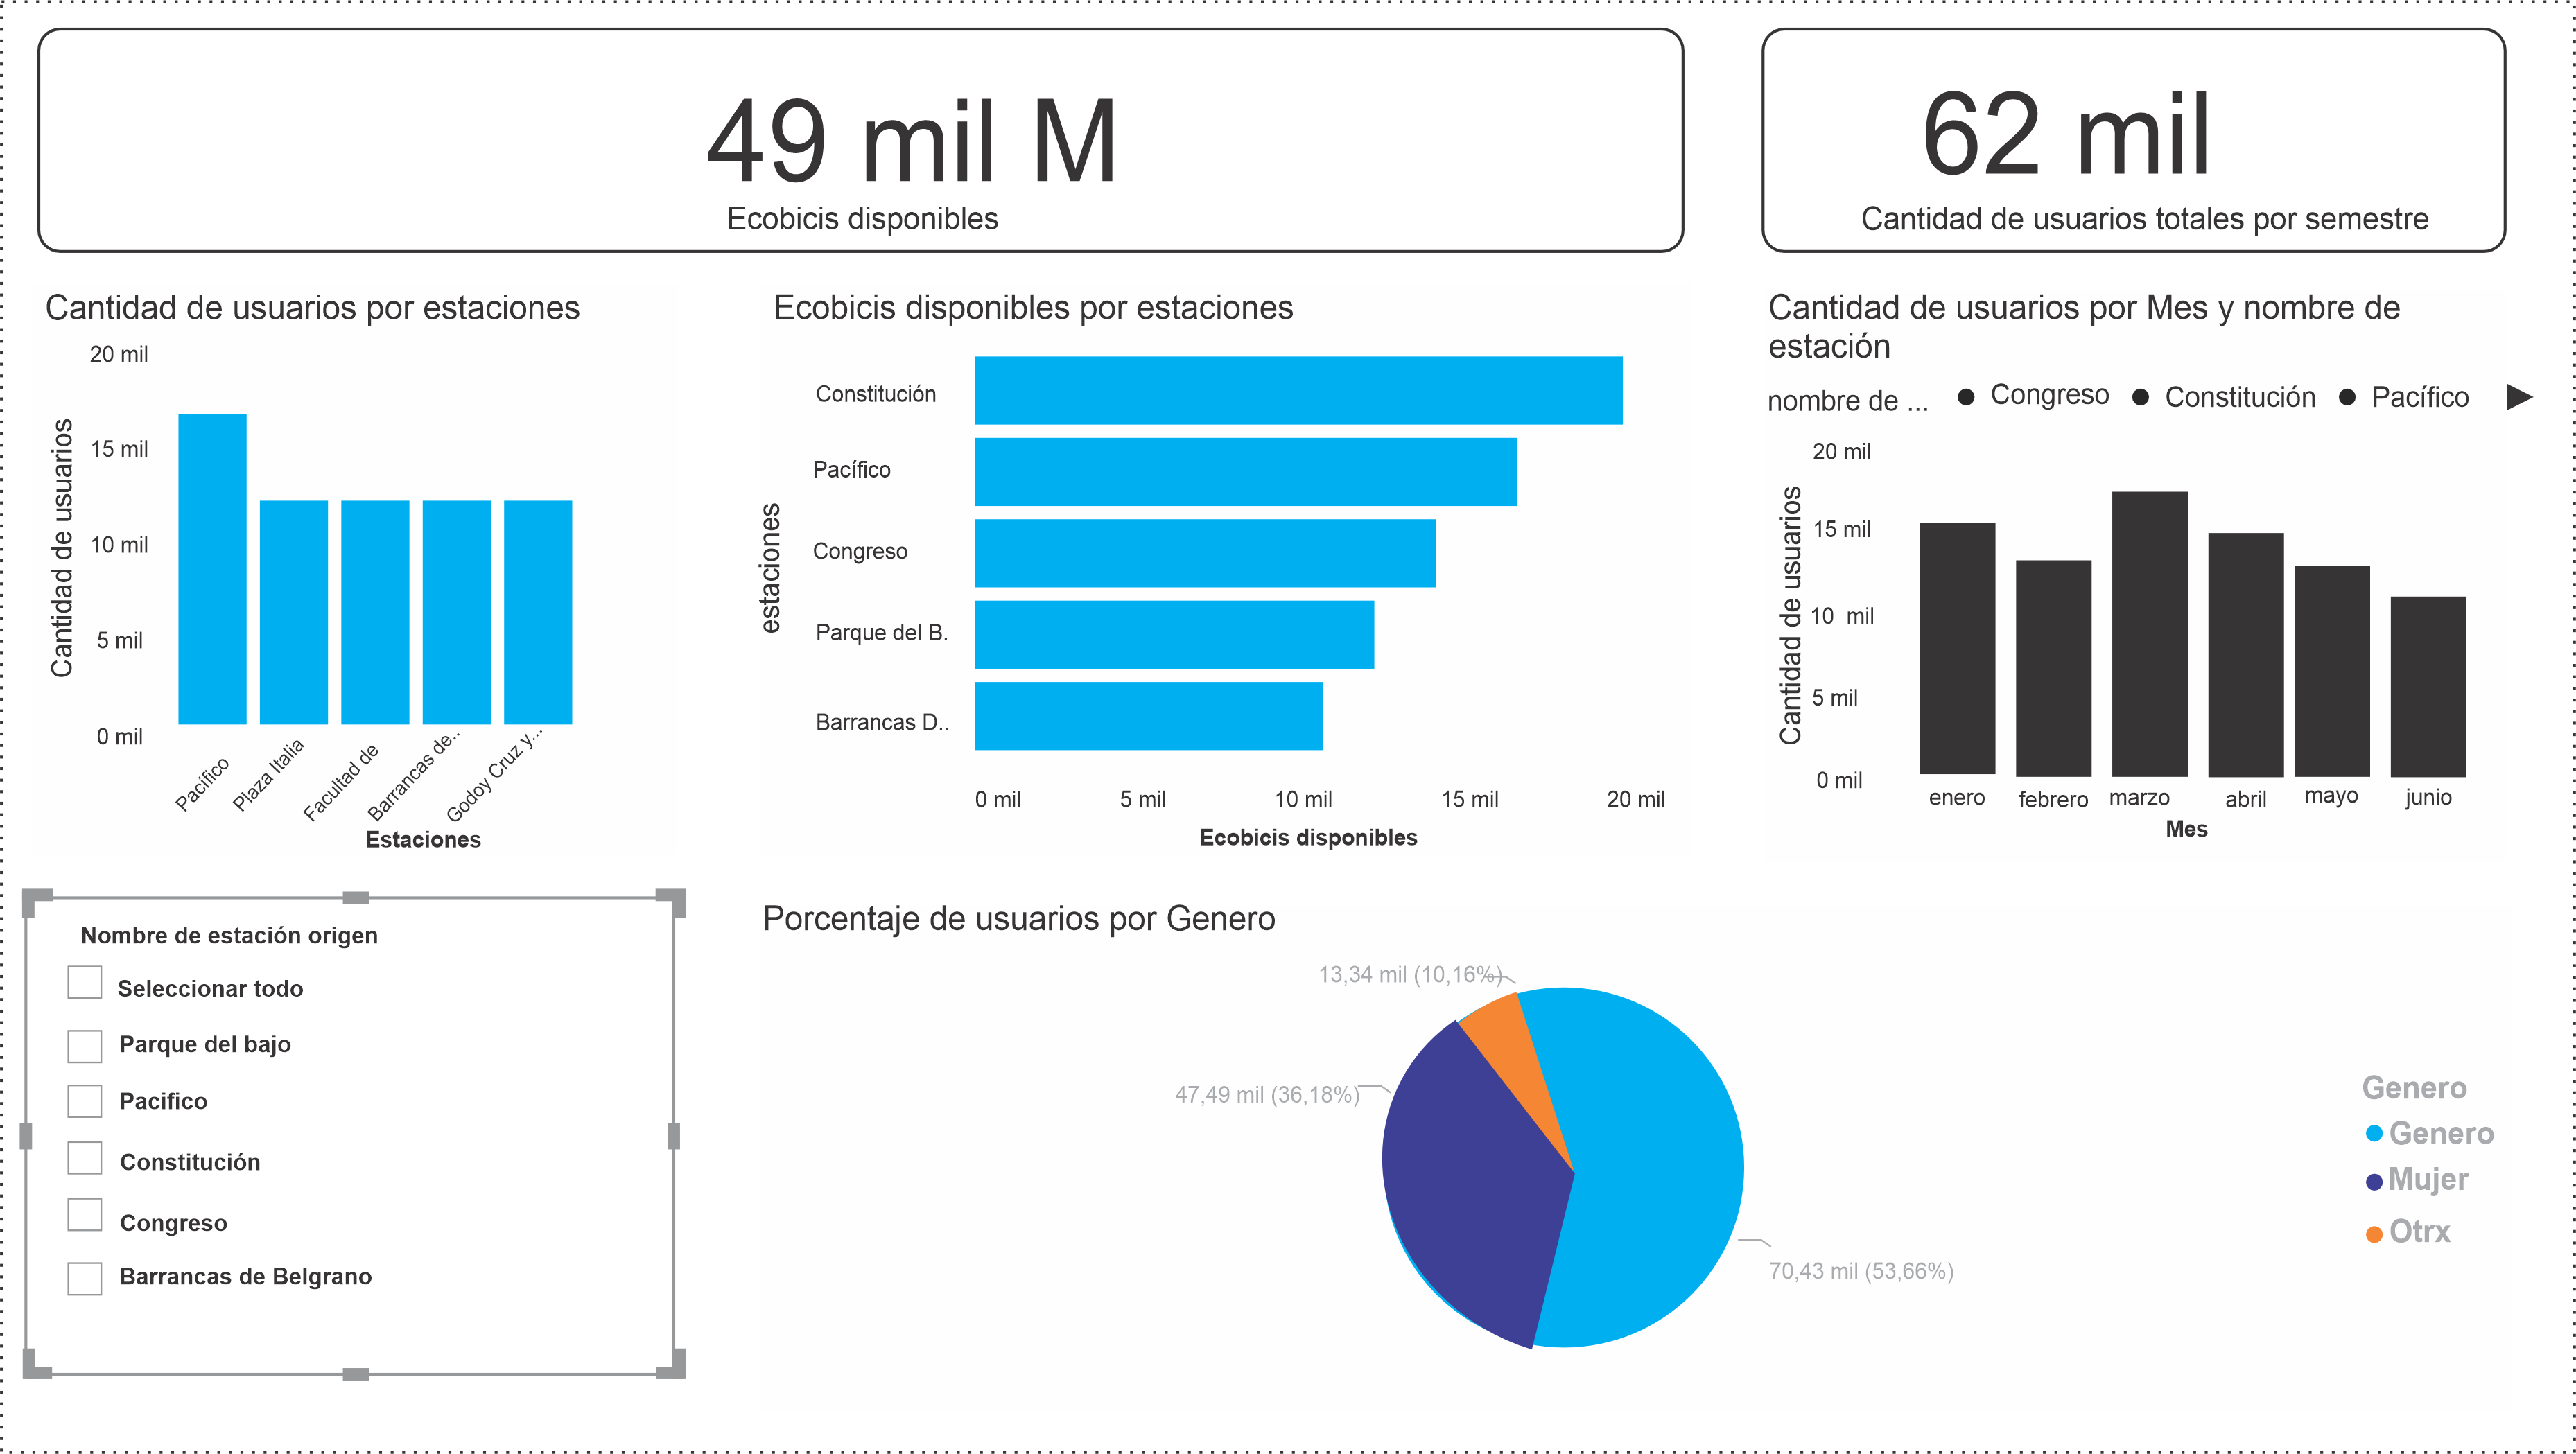 49 mil M
Ecobicis disponibles
62 mil
Cantidad de usuarios totales por semestre
Cantidad de usuarios por estaciones
Cantidad de usuarios
20 mil
15 mil
10 mil
5 mil
0 mil
Pacífico
Plaza Italia
Facultad de
Barrancas de..
Godoy Cruz y...
Estaciones
Ecobicis disponibles por estaciones
estaciones
Constitución
Pacífico
Congreso
Parque del B.
Barrancas D..
0 mil
5 mil
10 mil
15 mil
20 mil
Ecobicis disponibles
Cantidad de usuarios por Mes y nombre de
estación
nombre de ... Congreso Constitución Pacífico
Cantidad de usuarios
20 mil
15 mil
10 mil
5 mil
0 mil
enero
febrero
marzo
abril
mayo
junio
Mes
Nombre de estación origen
Seleccionar todo
Parque del bajo
Pacifico
Constitución
Congreso
Barrancas de Belgrano
Porcentaje de usuarios por Genero
13,34 mil (10,16%)
47,49 mil (36,18%)
70,43 mil (53,66%)
Genero
Genero
Mujer
Otrx